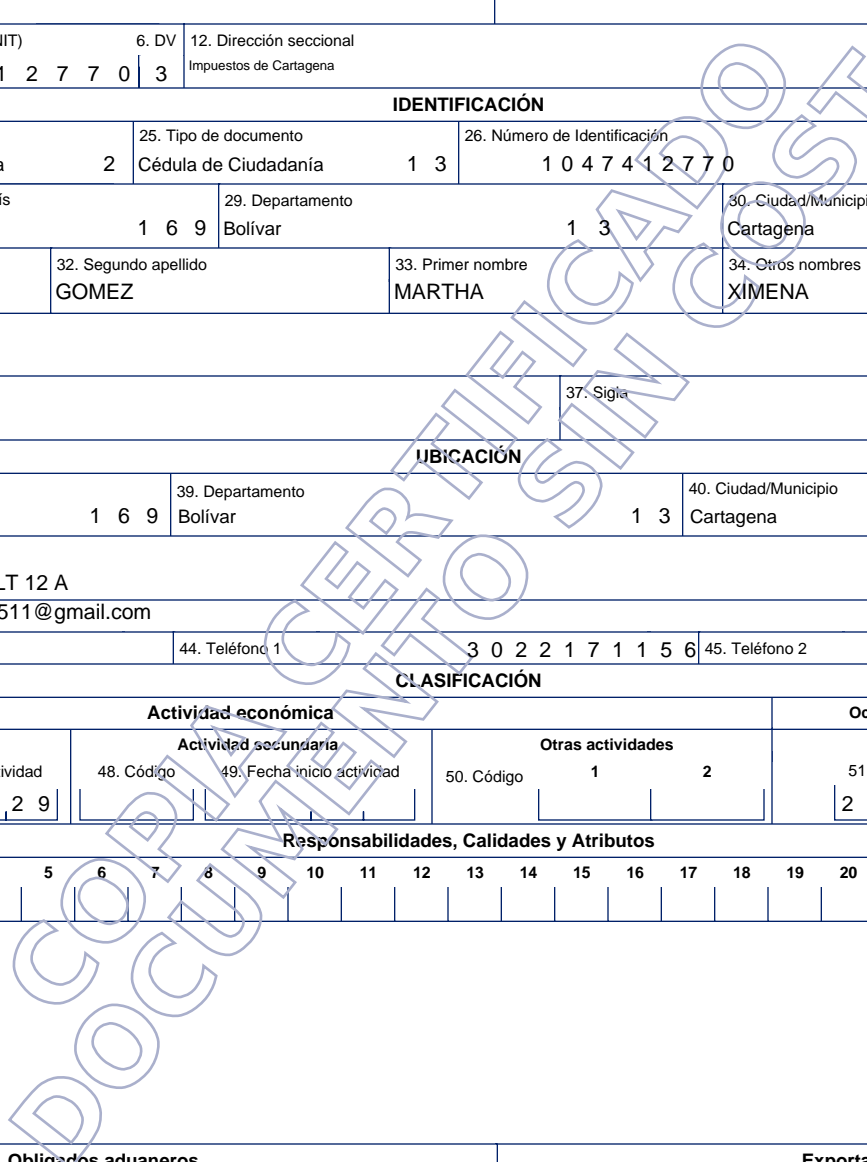 NIT) 6. DV 12. Dirección seccional
1 2 7 7 0 3 Impuestos de Cartagena
IDENTIFICACIÓN
25. Tipo de documento 26. Número de Identificación
a 2 Cédula de Ciudadanía 1 3 1 0 4 7 4 1 2 7 7 0
ís 29. Departamento 30. Ciudad/Municipi
1 6 9 Bolívar 1 3 Cartagena
32. Segundo apellido 33. Primer nombre 34. Otros nombres
GOMEZ MARTHA XIMENA
37. Sigla
UBICACIÓN
39. Departamento 40. Ciudad/Municipio
1 6 9 Bolívar 1 3 Cartagena
LT 12 A
511@gmail.com
44. Teléfono 1 3 0 2 2 1 7 1 1 5 6 45. Teléfono 2
CLASIFICACIÓN
Actividad económica Oc
Actividad secundaria Otras actividades
ividad 48. Código 49. Fecha inicio actividad 50. Código 1 2 51
2 9 2
Responsabilidades, Calidades y Atributos
5 6 7 8 9 10 11 12 13 14 15 16 17 18 19 20
Obligados aduaneros Exporta
COPIA CERTIFICADO
DOCUMENTO SIN COST